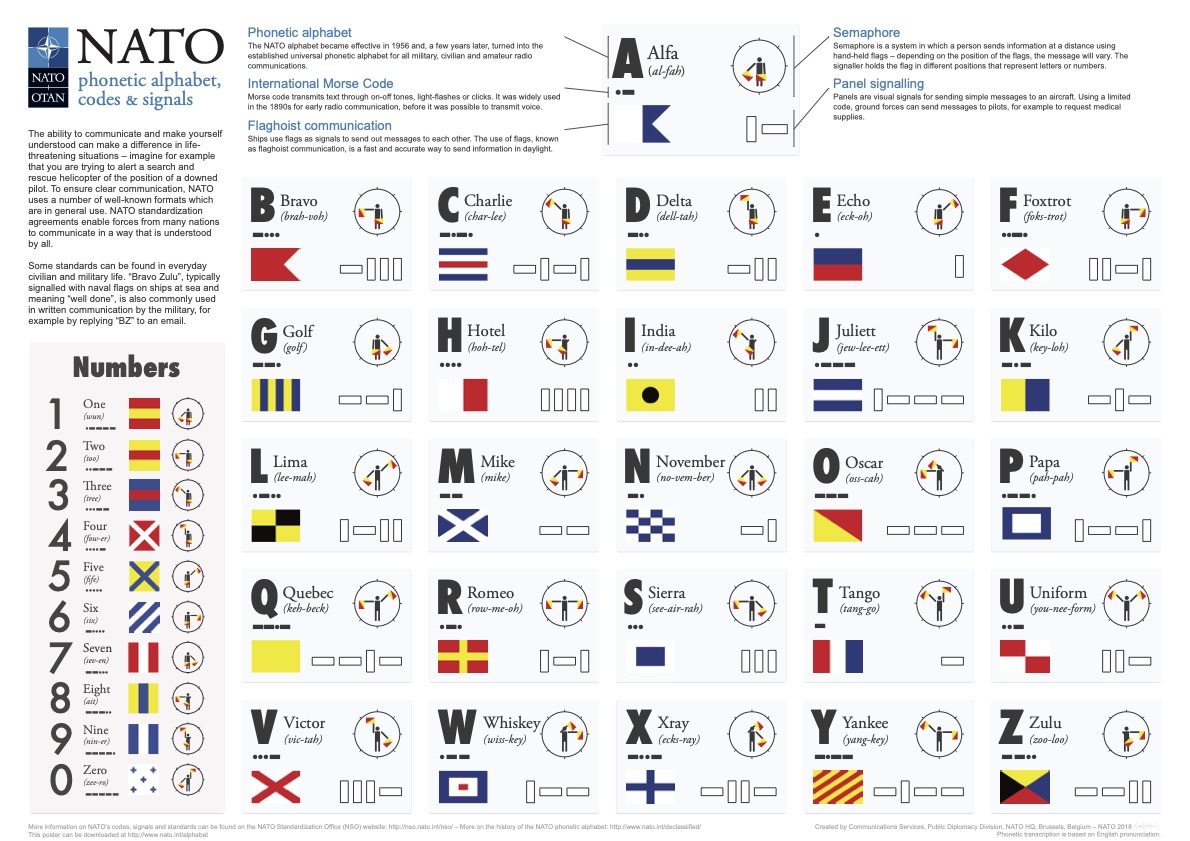 NATO
OTAN
NATO
phonetic alphabet,
codes & signals
The ability to communicate and make yourself
understood can make a difference in life-
threatening situations – imagine for example
that you are trying to alert a search and
rescue helicopter of the position of a downed
pilot. To ensure clear communication, NATO
uses a number of well-known formats which
are in general use. NATO standardization
agreements enable forces from many nations
to communicate in a way that is understood
by all.
Some standards can be found in everyday
civilian and military life. "Bravo Zulu", typically
signalled with naval flags on ships at sea and
meaning "well done", is also commonly used
in written communication by the military, for
example by replying "BZ" to an email.
Phonetic alphabet
The NATO alphabet became effective in 1956 and, a few years later, turned into the
established universal phonetic alphabet for all military, civilian and amateur radio
communications.
International Morse Code
Morse code transmits text through on-off tones, light-flashes or clicks. It was widely used
in the 1890s for early radio communication, before it was possible to transmit voice.
Flaghoist communication
Ships use flags as signals to send out messages to each other. The use of flags, known
as flaghoist communication, is a fast and accurate way to send information in daylight.
A Alfa
(al-fah)
Semaphore
Semaphore is a system in which a person sends information at a distance using
hand-held flags – depending on the position of the flags, the message will vary. The
signaller holds the flag in different positions that represent letters or numbers.
Panel signalling
Panels are visual signals for sending simple messages to an aircraft. Using a limited
code, ground forces can send messages to pilots, for example to request medical
supplies.
B Bravo
(brah-voh)
C Charlie
(char-lee)
D Delta
(dell-tah)
E Echo
(eck-oh)
F Foxtrot
(foks-trot)
G Golf
(golf)
H Hotel
(hoh-tel)
I India
(in-dee-ah)
J Juliett
(jew-lee-ett)
K Kilo
(key-loh)
L Lima
(lee-mah)
M Mike
(mike)
N November
(no-vem-ber)
O Oscar
(oss-cah)
P Papa
(pah-pah)
Q Quebec
(keh-beck)
R Romeo
(row-me-oh)
S Sierra
(see-air-rah)
T Tango
(tang-go)
U Uniform
(you-nee-form)
V Victor
(vic-tah)
W Whiskey
(wiss-key)
X Xray
(ecks-ray)
Y Yankee
(yang-key)
Z Zulu
(zoo-loo)
Numbers
1 One
(wun)
2 Two
(too)
3 Three
(tree)
4 Four
(fow-er)
5 Five
(fife)
6 Six
(six)
7 Seven
(sev-en)
8 Eight
(ait)
9 Nine
(nin-er)
0 Zero
(zee-ro)
More information on NATO's codes, signals and standards can be found on the NATO Standardization Office (NSO) website: http://nso.nato.int/nso/ – More on the history of the NATO phonetic alphabet: http://www.nato.int/declassified/
This poster can be downloaded at http://www.nato.int/alphabet
Created by Communications Services, Public Diplomacy Division, NATO HQ, Brussels, Belgium – NATO 2018
Phonetic transcription is based on English pronunciation.